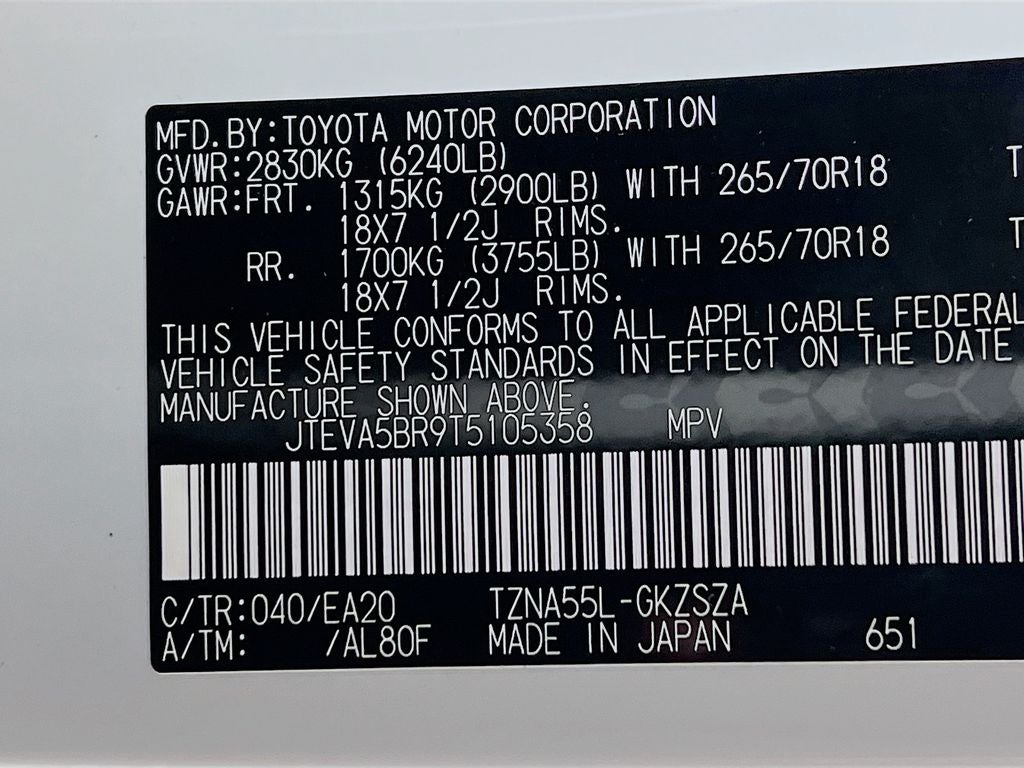 MFD.BY:TOYOTA MOTOR CORPORATION
GVWR:2830KG (6240LB)
GAWR:FRT. 1315KG (2900LB) WITH 265/70R18 T
18X7 1/2J RIMS.
RR. 1700KG (3755LB) WITH 265/70R18 T
18X7 1/2J RIMS.
THIS VEHICLE CONFORMS TO ALL APPLICABLE FEDERAL
VEHICLE SAFETY STANDARDS IN EFFECT ON THE DATE
MANUFACTURE SHOWN ABOVE.
JTEVA5BR9T5105358 MPV
C/TR:040/EA20 TZNA55L-GKZSZA
A/TM: /AL80F MADE IN JAPAN 651